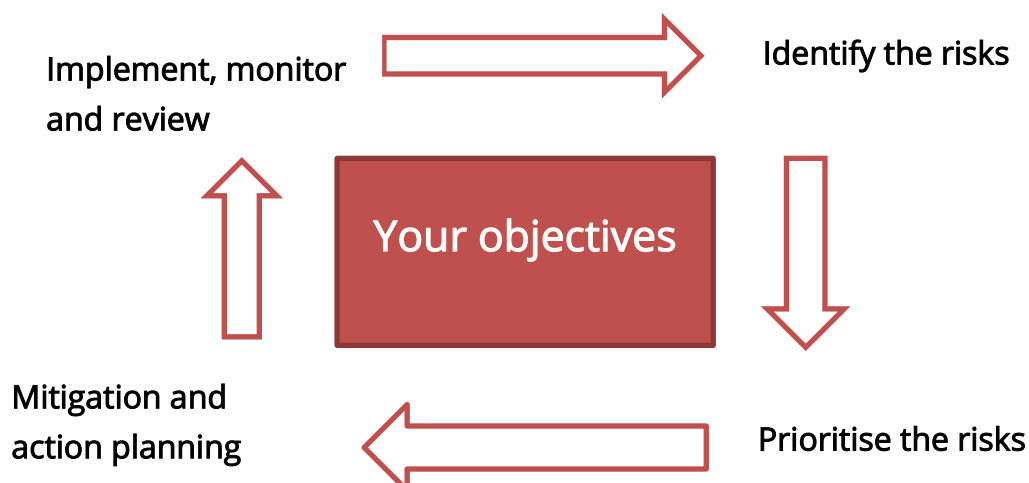 Implement, monitor
and review
Identify the risks
Your objectives
Mitigation and
action planning
Prioritise the risks